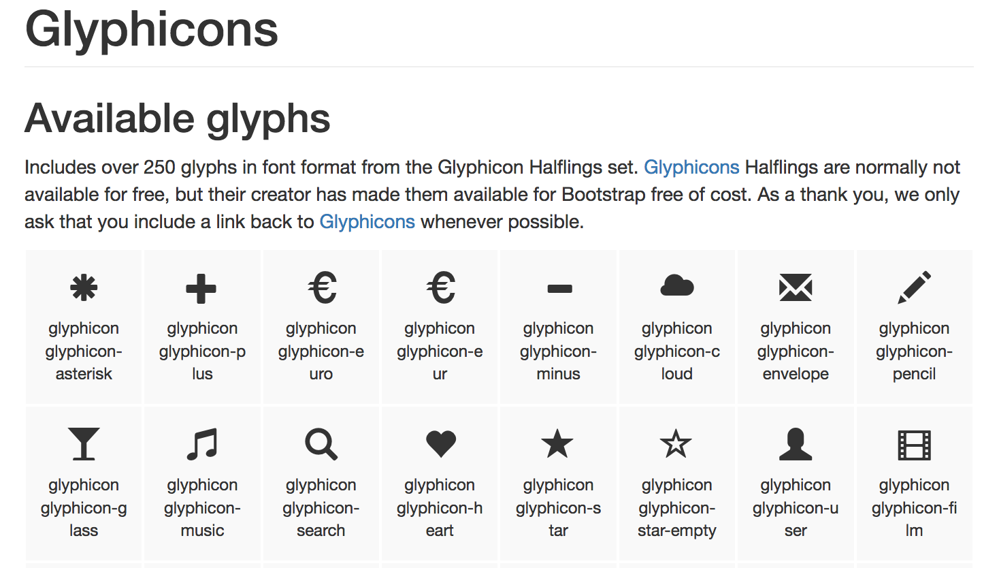 Glyphicons
Available glyphs
Includes over 250 glyphs in font format from the Glyphicon Halflings set. Glyphicons Halflings are normally not
available for free, but their creator has made them available for Bootstrap free of cost. As a thank you, we only
ask that you include a link back to Glyphicons whenever possible.
glyphicon
glyphicon-
asterisk
glyphicon
glyphicon-p
lus
glyphicon
glyphicon-e
uro
glyphicon
glyphicon-e
ur
glyphicon
glyphicon-
minus
glyphicon
glyphicon-c
loud
glyphicon
glyphicon-
envelope
glyphicon
glyphicon-
pencil
glyphicon
glyphicon-g
lass
glyphicon
glyphicon-
music
glyphicon
glyphicon-
search
glyphicon
glyphicon-h
eart
glyphicon
glyphicon-s
tar
glyphicon
glyphicon-
star-empty
glyphicon
glyphicon-u
ser
glyphicon
glyphicon-fi
lm